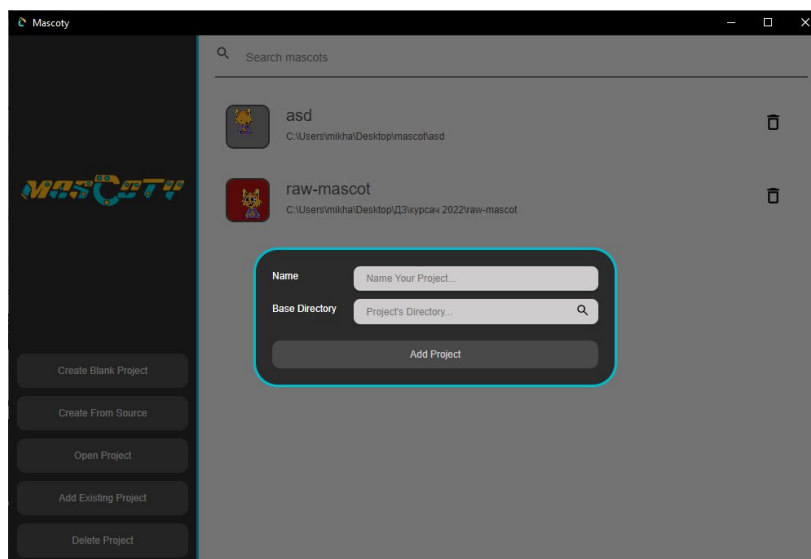 Mascoty
Search mascots
asd
C:\Users\mikha\Desktop\mascot\asd
MASCOTY
raw-mascot
C:\Users\mikha\Desktop\ДЗ\курсач 2022\raw-mascot
Name
Name Your Project...
Base Directory
Project's Directory...
Add Project
Create Blank Project
Create From Source
Open Project
Add Existing Project
Delete Project